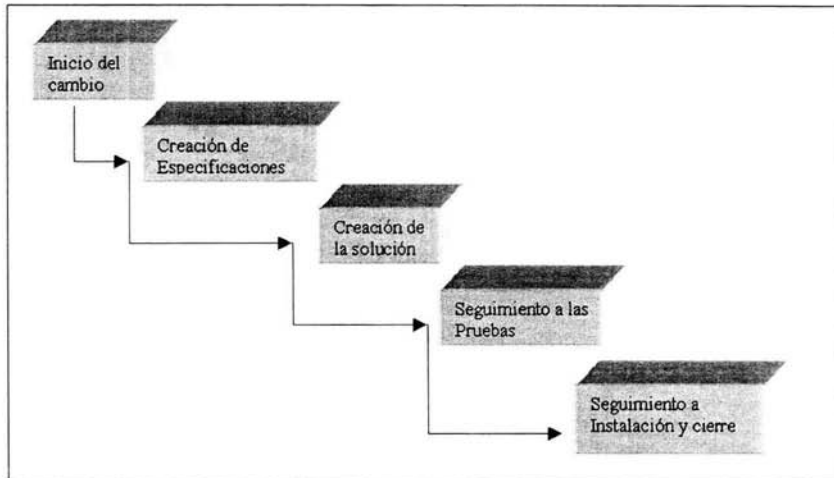 Inicio del
cambio
Creación de
Especificaciones
Creación de
la solución
Seguimiento a las
Pruebas
Seguimiento a
Instalación y cierre